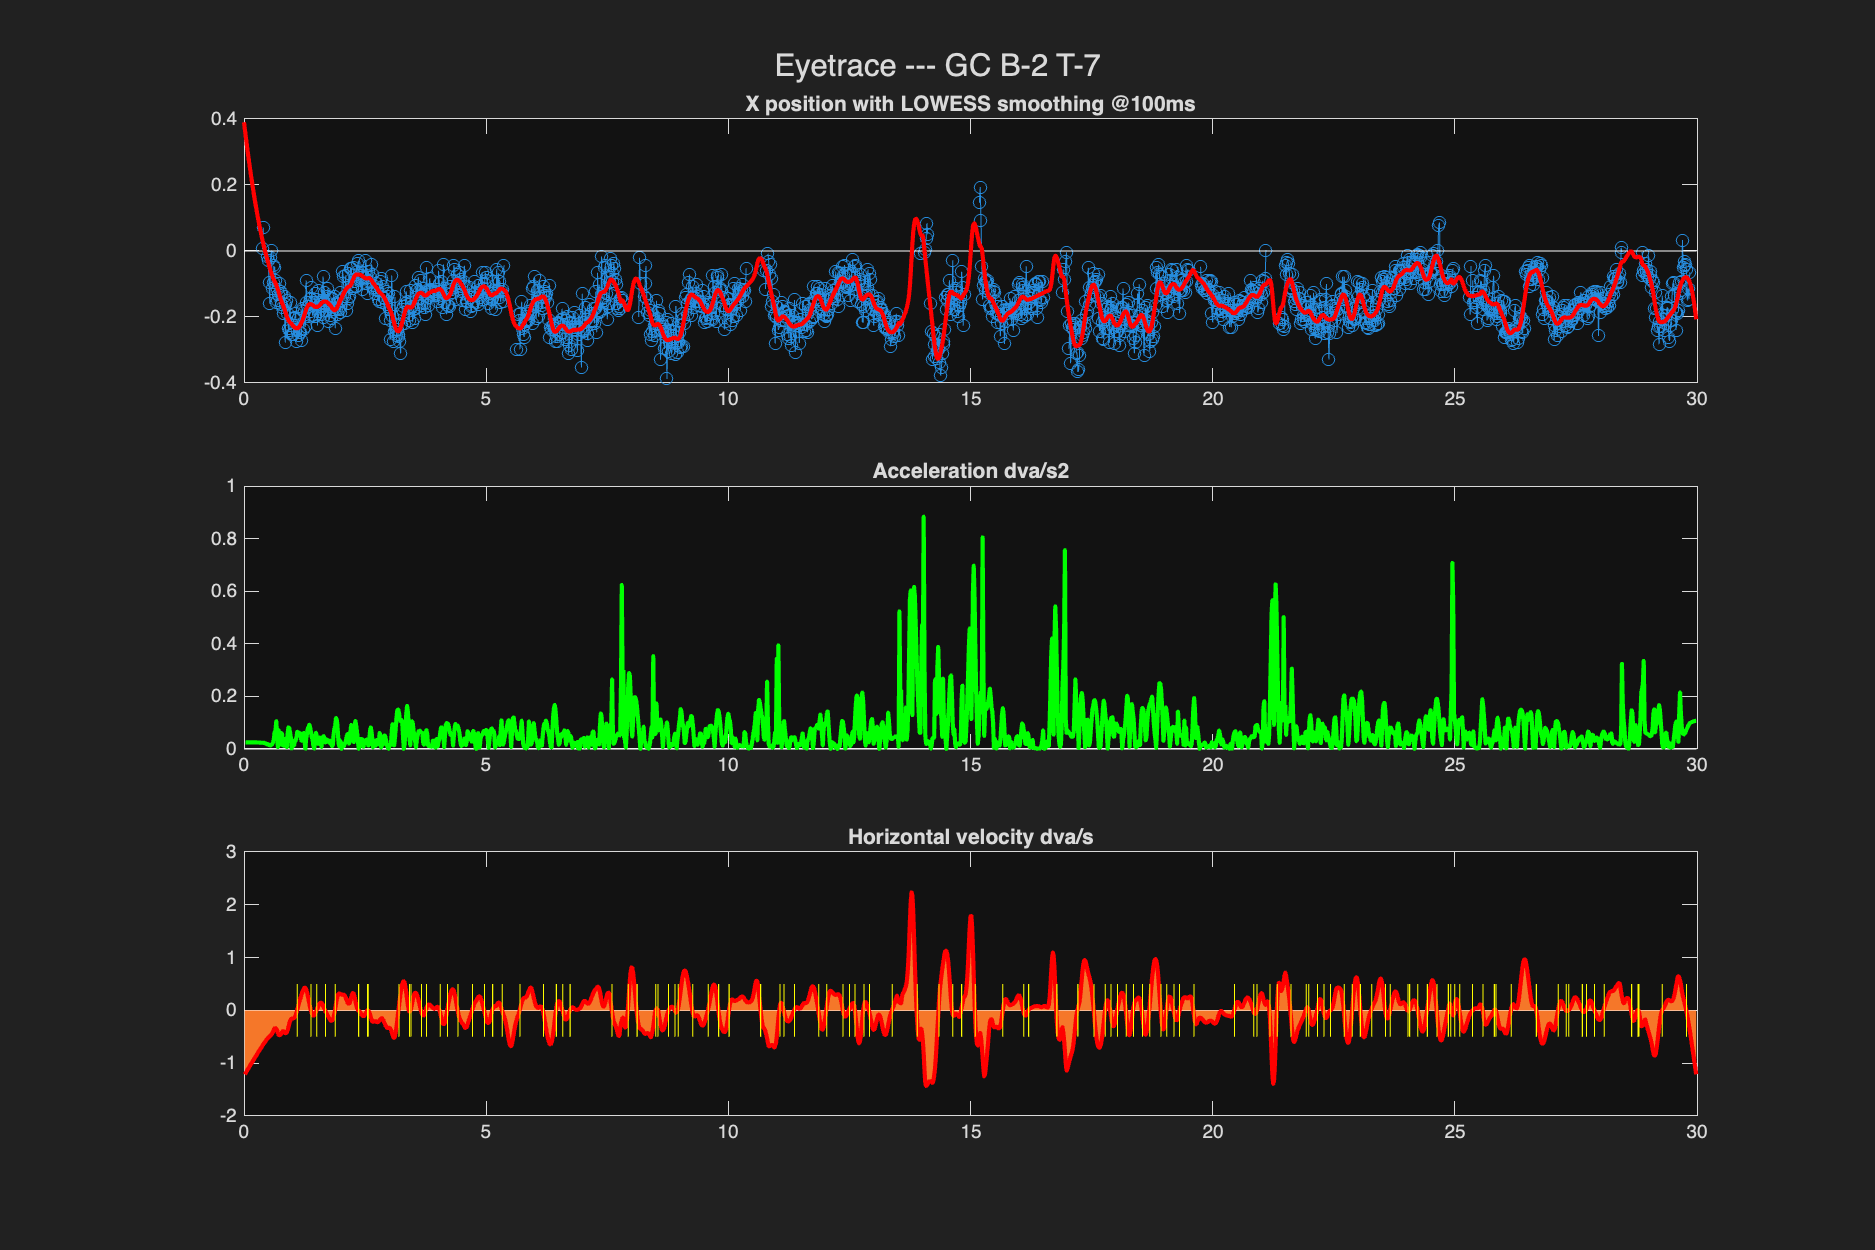 Eyetrace --- GC B-2 T-7
X position with LOWESS smoothing @100ms
0.4
0.2
0
-0.2
-0.4
0 5 10 15 20 25 30
Acceleration dva/s2
1
0.8
0.6
0.4
0.2
0
0 5 10 15 20 25 30
Horizontal velocity dva/s
3
2
1
0
-1
-2
0 5 10 15 20 25 30